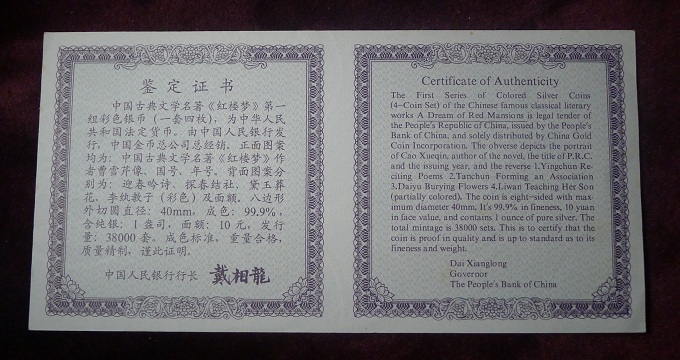 鉴定证书
中国古典文学名著《红楼梦》第一
组彩色银币（一套四枚），为中华人民
共和国法定货币。由中国人民银行发
行，中国金币总公司总经销。正面图案
均为：中国古典文学名著《红楼梦》作
者曹雪芹像、国号、年号。背面图案分
别为：迎春吟诗、探春结社、黛玉葬
花、李纨教子（彩色）及面额。八边形
外切圆直径：40mm，成色：99.9%，
含纯银：1盎司，面额：10元，发行
量：38000套。成色标准，重量合格，
质量精制，谨此证明。
中国人民银行行长 戴相龍
Certificate of Authenticity
The First Series of Colored Silver Coins
(4-Coin Set) of the Chinese famous classical literary
works A Dream of Red Mansions is legal tender of
the People's Republic of China, issued by the People's
Bank of China, and solely distributed by China Gold
Coin Incorporation. The obverse depicts the portrait
of Cao Xueqin, author of the novel, the title of P.R.C.
and the issuing year, and the reverse 1.Yingchun Re-
citing Poems 2.Tanchun Forming an Association
3.Daiyu Burying Flowers 4.Liwan Teaching Her Son
(partially colored). The coin is eight-sided with max-
imum diameter 40mm. It's 99.9% in fineness, 10 yuan
in face value, and contains 1 ounce of pure silver. The
total mintage is 38000 sets. This is to certify that the
coin is proof in quality and is up to standard as to its
fineness and weight.
Dai Xianglong
Governor
The People's Bank of China